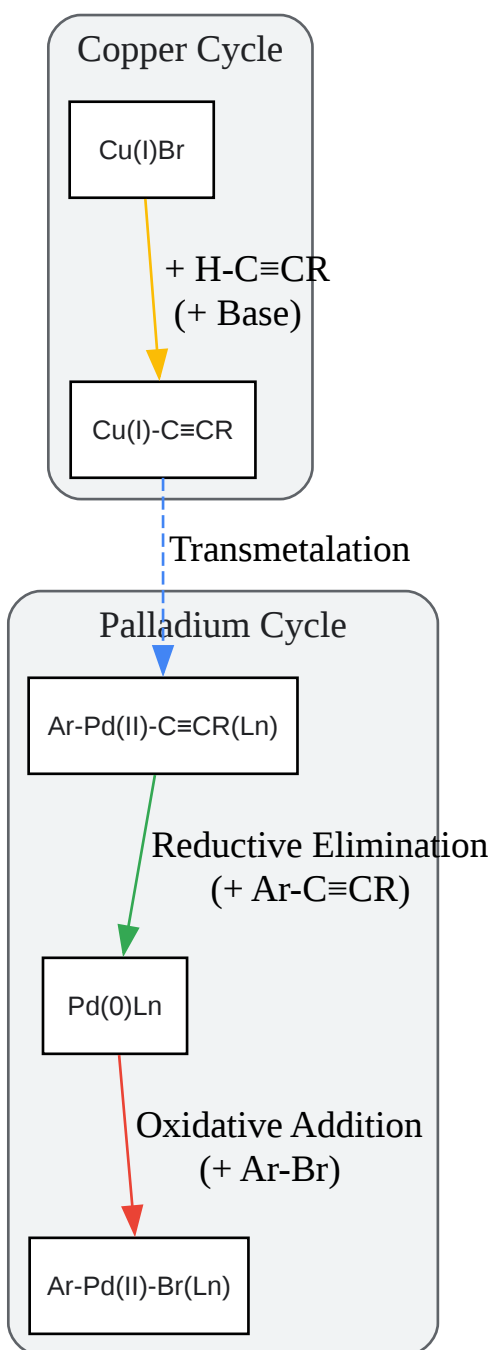 Copper Cycle
Cu(I)Br
+ H-C≡CR
(+ Base)
Cu(I)-C≡CR
Transmetalation
Palladium Cycle
Ar-Pd(II)-C≡CR(Ln)
Reductive Elimination
(+ Ar-C≡CR)
Pd(0)Ln
Oxidative Addition
(+ Ar-Br)
Ar-Pd(II)-Br(Ln)